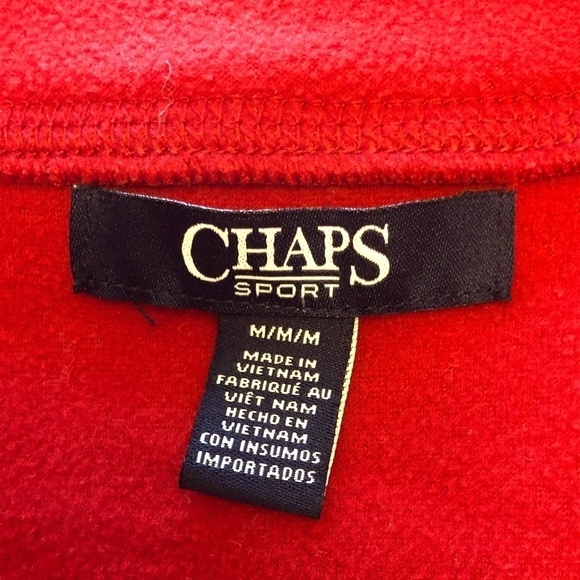 CHAPS
SPORT
M/M/M
MADE IN
VIETNAM
FABRIQUÉ AU
VIÊT NAM
HECHO EN
VIETNAM
CON INSUMOS
IMPORTADOS